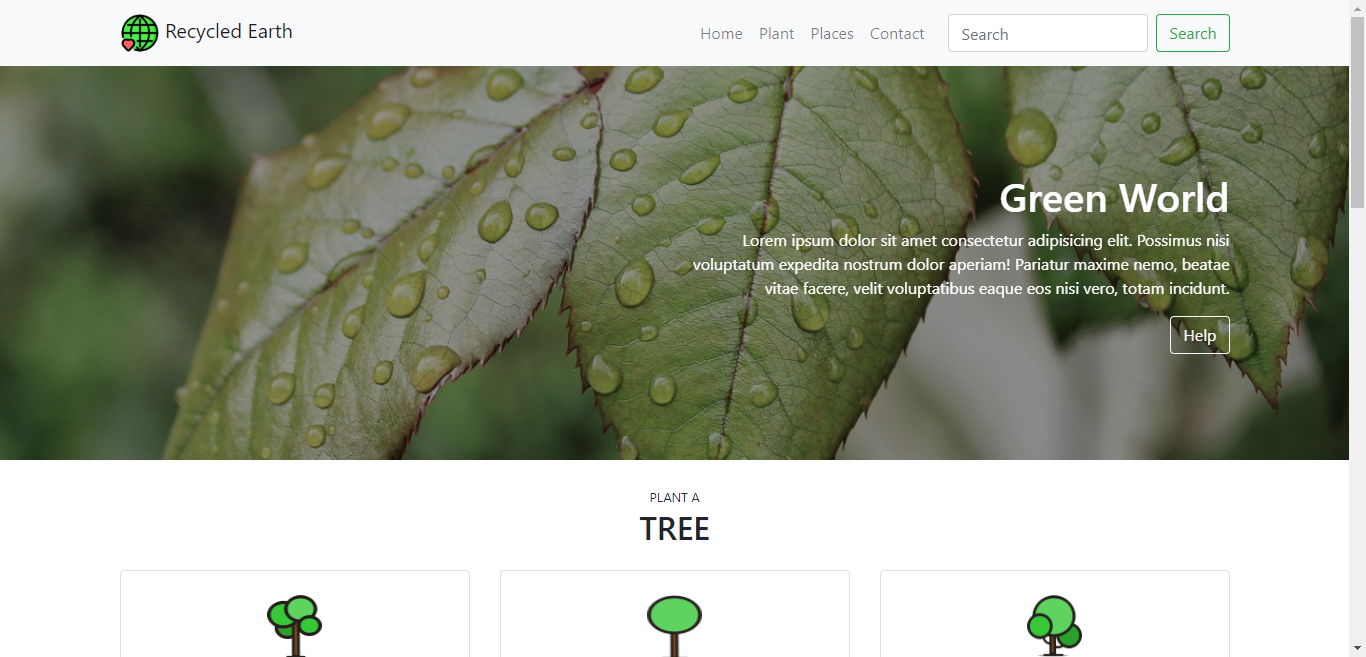 Recycled Earth
Home Plant Places Contact Search Search
Green World
Lorem ipsum dolor sit amet consectetur adipisicing elit. Possimus nisi
voluptatum expedita nostrum dolor aperiam! Pariatur maxime nemo, beatae
vitae facere, velit voluptatibus eaque eos nisi vero, totam incidunt.
Help
PLANT A
TREE